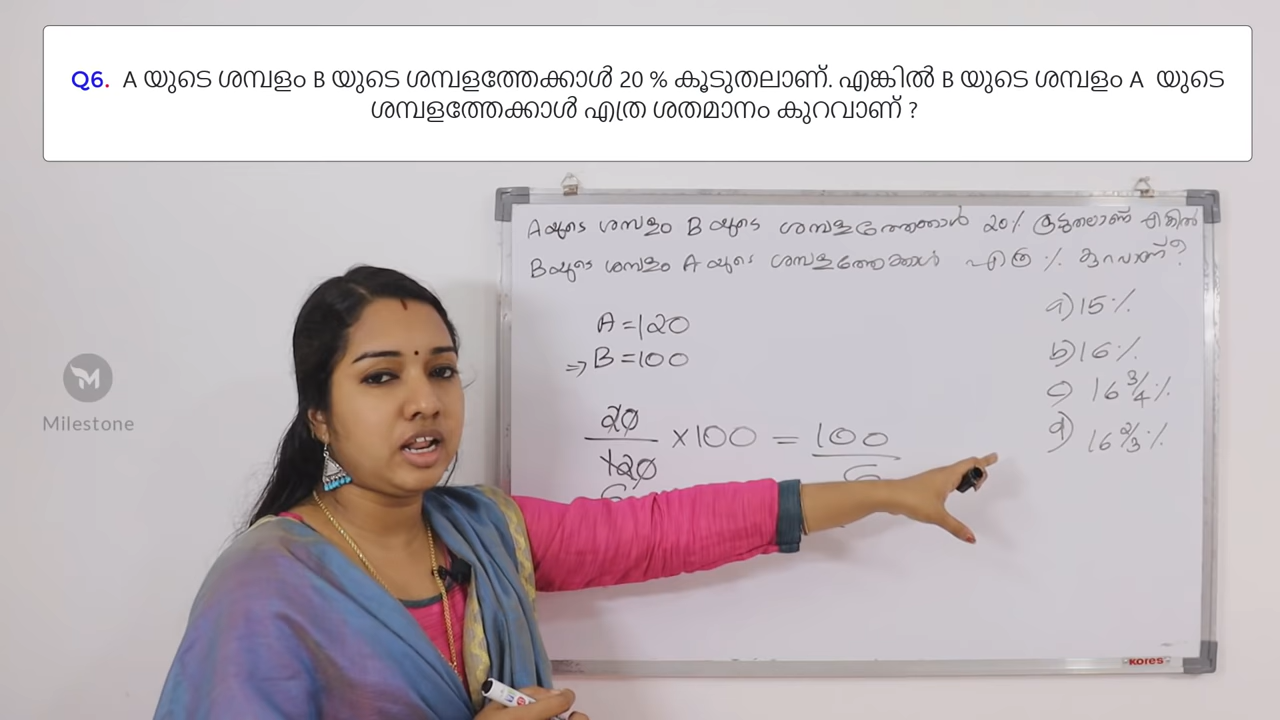 Q6. A യുടെ ശമ്പളം B യുടെ ശമ്പളത്തേക്കാൾ 20 % കൂടുതലാണ്. എങ്കിൽ B യുടെ ശമ്പളം A യുടെ
ശമ്പളത്തേക്കാൾ എത്ര ശതമാനം കുറവാണ് ?
A യുടെ ശമ്പളം B യുടെ ശമ്പളത്തേക്കാൾ 20% കൂടുതലാണ് എങ്കിൽ
B യുടെ ശമ്പളം A യുടെ ശമ്പളത്തേക്കാൾ എത്ര % കുറവാണ്?
A = 120
⇒ B = 100
20/120 × 100 = 100/6
6
a) 15%
b) 16%
c) 16 3/4%
d) 16 2/3%
Milestone
KORES